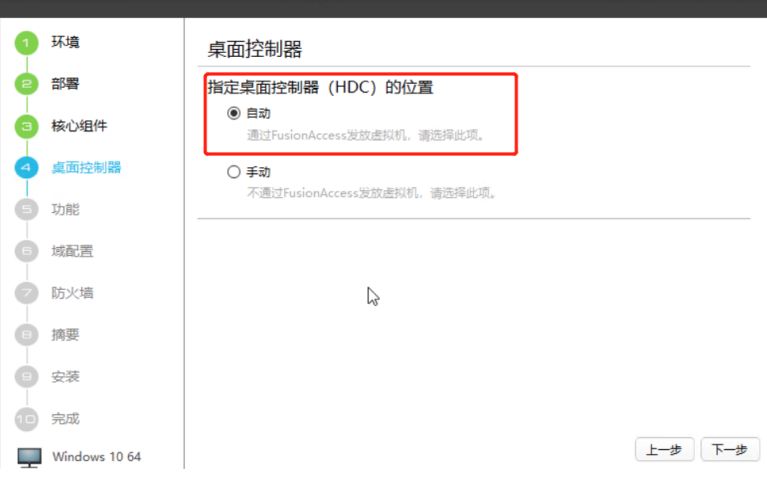 1 环境
2 部署
3 核心组件
4 桌面控制器
5 功能
6 域配置
7 防火墙
8 摘要
9 安装
10 完成
Windows 10 64
桌面控制器
指定桌面控制器（HDC）的位置
自动
通过FusionAccess发放虚拟机，请选择此项。
手动
不通过FusionAccess发放虚拟机，请选择此项。
上一步 下一步